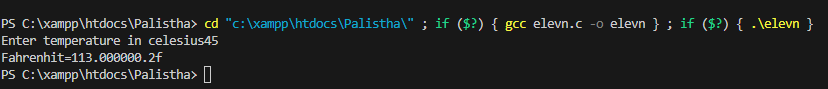 PS C:\xampp\htdocs\Palistha> cd "c:\xampp\htdocs\Palistha\" ; if ($?) { gcc elevn.c -o elevn } ; if ($?) { .\elevn }
Enter temperature in celesius45
Fahrenhit=113.000000.2f
PS C:\xampp\htdocs\Palistha>